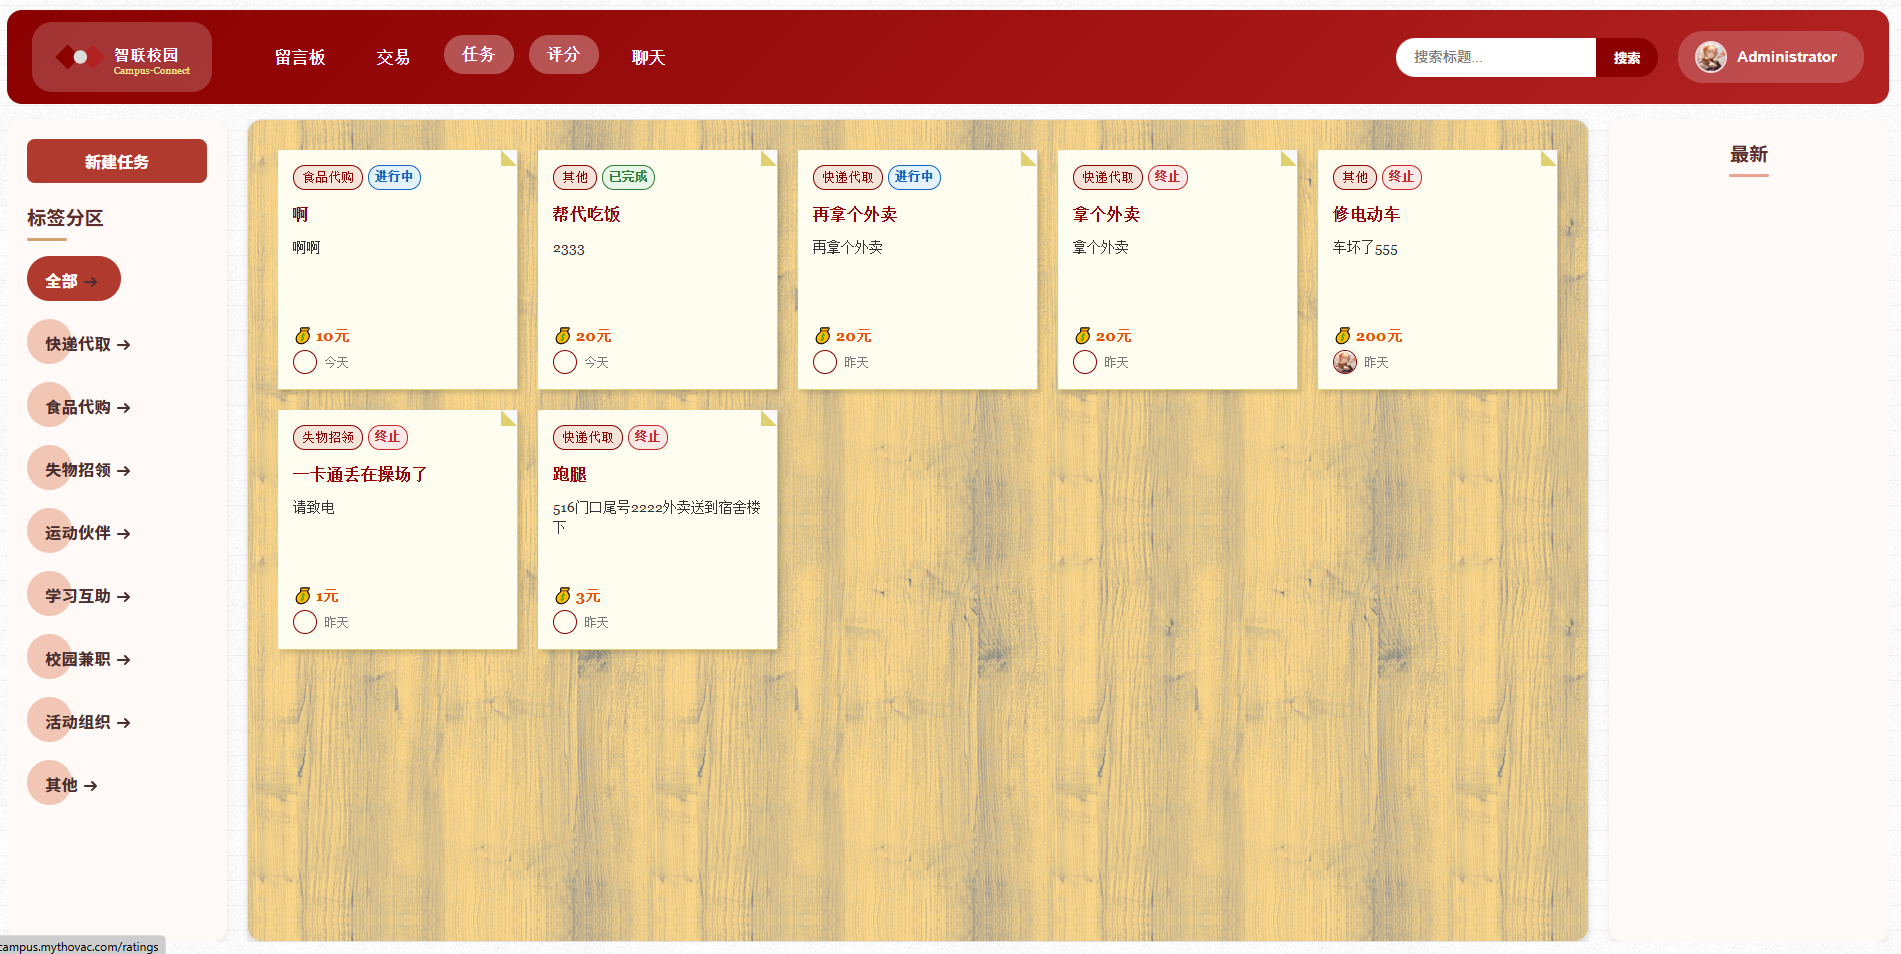 智联校园
Campus-Connect
留言板
交易
任务
评分
聊天
搜索标题...
搜索
Administrator
新建任务
标签分区
全部 →
快递代取 →
食品代购 →
失物招领 →
运动伙伴 →
学习互助 →
校园兼职 →
活动组织 →
其他 →
食品代购 进行中
啊
啊啊
10元
今天
其他 已完成
帮代吃饭
2333
20元
今天
快递代取 进行中
再拿个外卖
再拿个外卖
20元
昨天
快递代取 终止
拿个外卖
拿个外卖
20元
昨天
其他 终止
修电动车
车坏了555
200元
昨天
失物招领 终止
一卡通丢在操场了
请致电
1元
昨天
快递代取 终止
跑腿
516门口尾号2222外卖送到宿舍楼
下
3元
昨天
最新
campus.mythovac.com/ratings